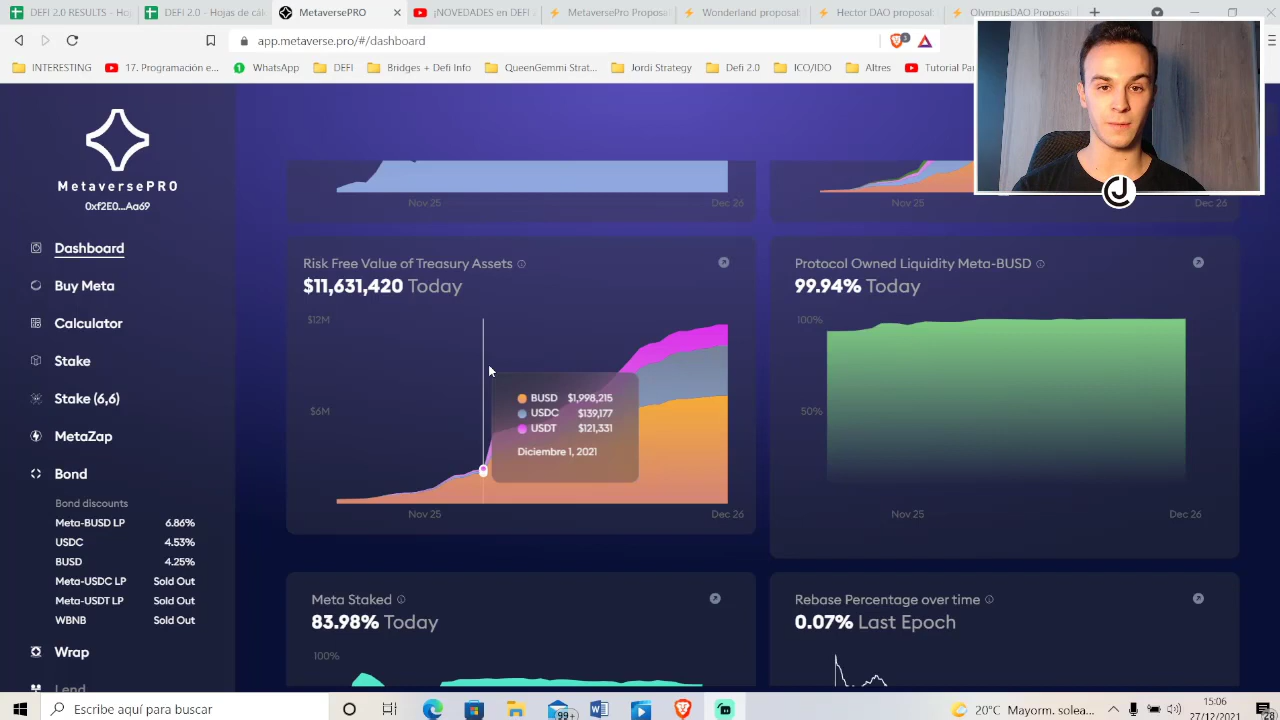 DEFI 2.0 RESULTS - Ho
DEFI 2.0 - Hojas de cálc
MetaversePRO
¡NOVEDADES en DEFI
MetaversePro Proposa
Wonderland proposal
Hector DAO proposal:
OlympusDAO proposal
app.metaverse.pro/#/dashboard
3
INTERESTING
17. Programación
WhatsApp
DEFI
Bridges + Defi Info
Queengemmi Strat...
Jordi Strategy
Defi 2.0
ICO/IDO
Altres
Tutorial Pa
MetaversePRO
0xf2E0...Aa69
Dashboard
Buy Meta
Calculator
Stake
Stake (6,6)
MetaZap
Bond
Bond discounts
Meta-BUSD LP 6.86%
USDC 4.53%
BUSD 4.25%
Meta-USDC LP Sold Out
Meta-USDT LP Sold Out
WBNB Sold Out
Wrap
Lend
Nov 25 Dec 26
Nov 25 Dec 26
Risk Free Value of Treasury Assets
$11,631,420 Today
$12M
$6M
BUSD $1,998,215
USDC $139,177
USDT $121,331
Diciembre 1, 2021
Nov 25 Dec 26
Protocol Owned Liquidity Meta-BUSD
99.94% Today
100%
50%
Nov 25 Dec 26
Meta Staked
83.98% Today
100%
Rebase Percentage over time
0.07% Last Epoch
J
Escribe aquí para buscar
20°C Mayorm. solea...
15:06
27/12/2021